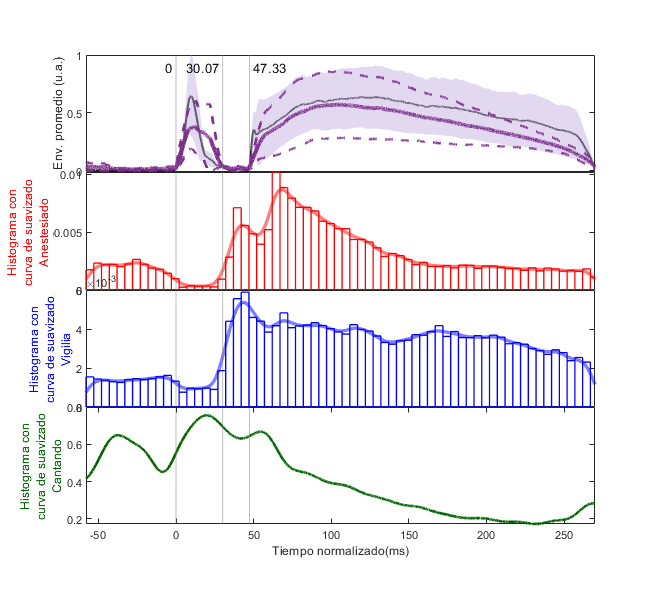 1
0 30.07 47.33
0.5
0
Env. promedio (u.a.)
0.01
0.005
0
Histograma con
curva de suavizado
Anestesiado
×10⁻³
6
4
2
0
Histograma con
curva de suavizado
Vigilia
0.8
0.6
0.4
0.2
Histograma con
curva de suavizado
Cantando
-50 0 50 100 150 200 250
Tiempo normalizado(ms)